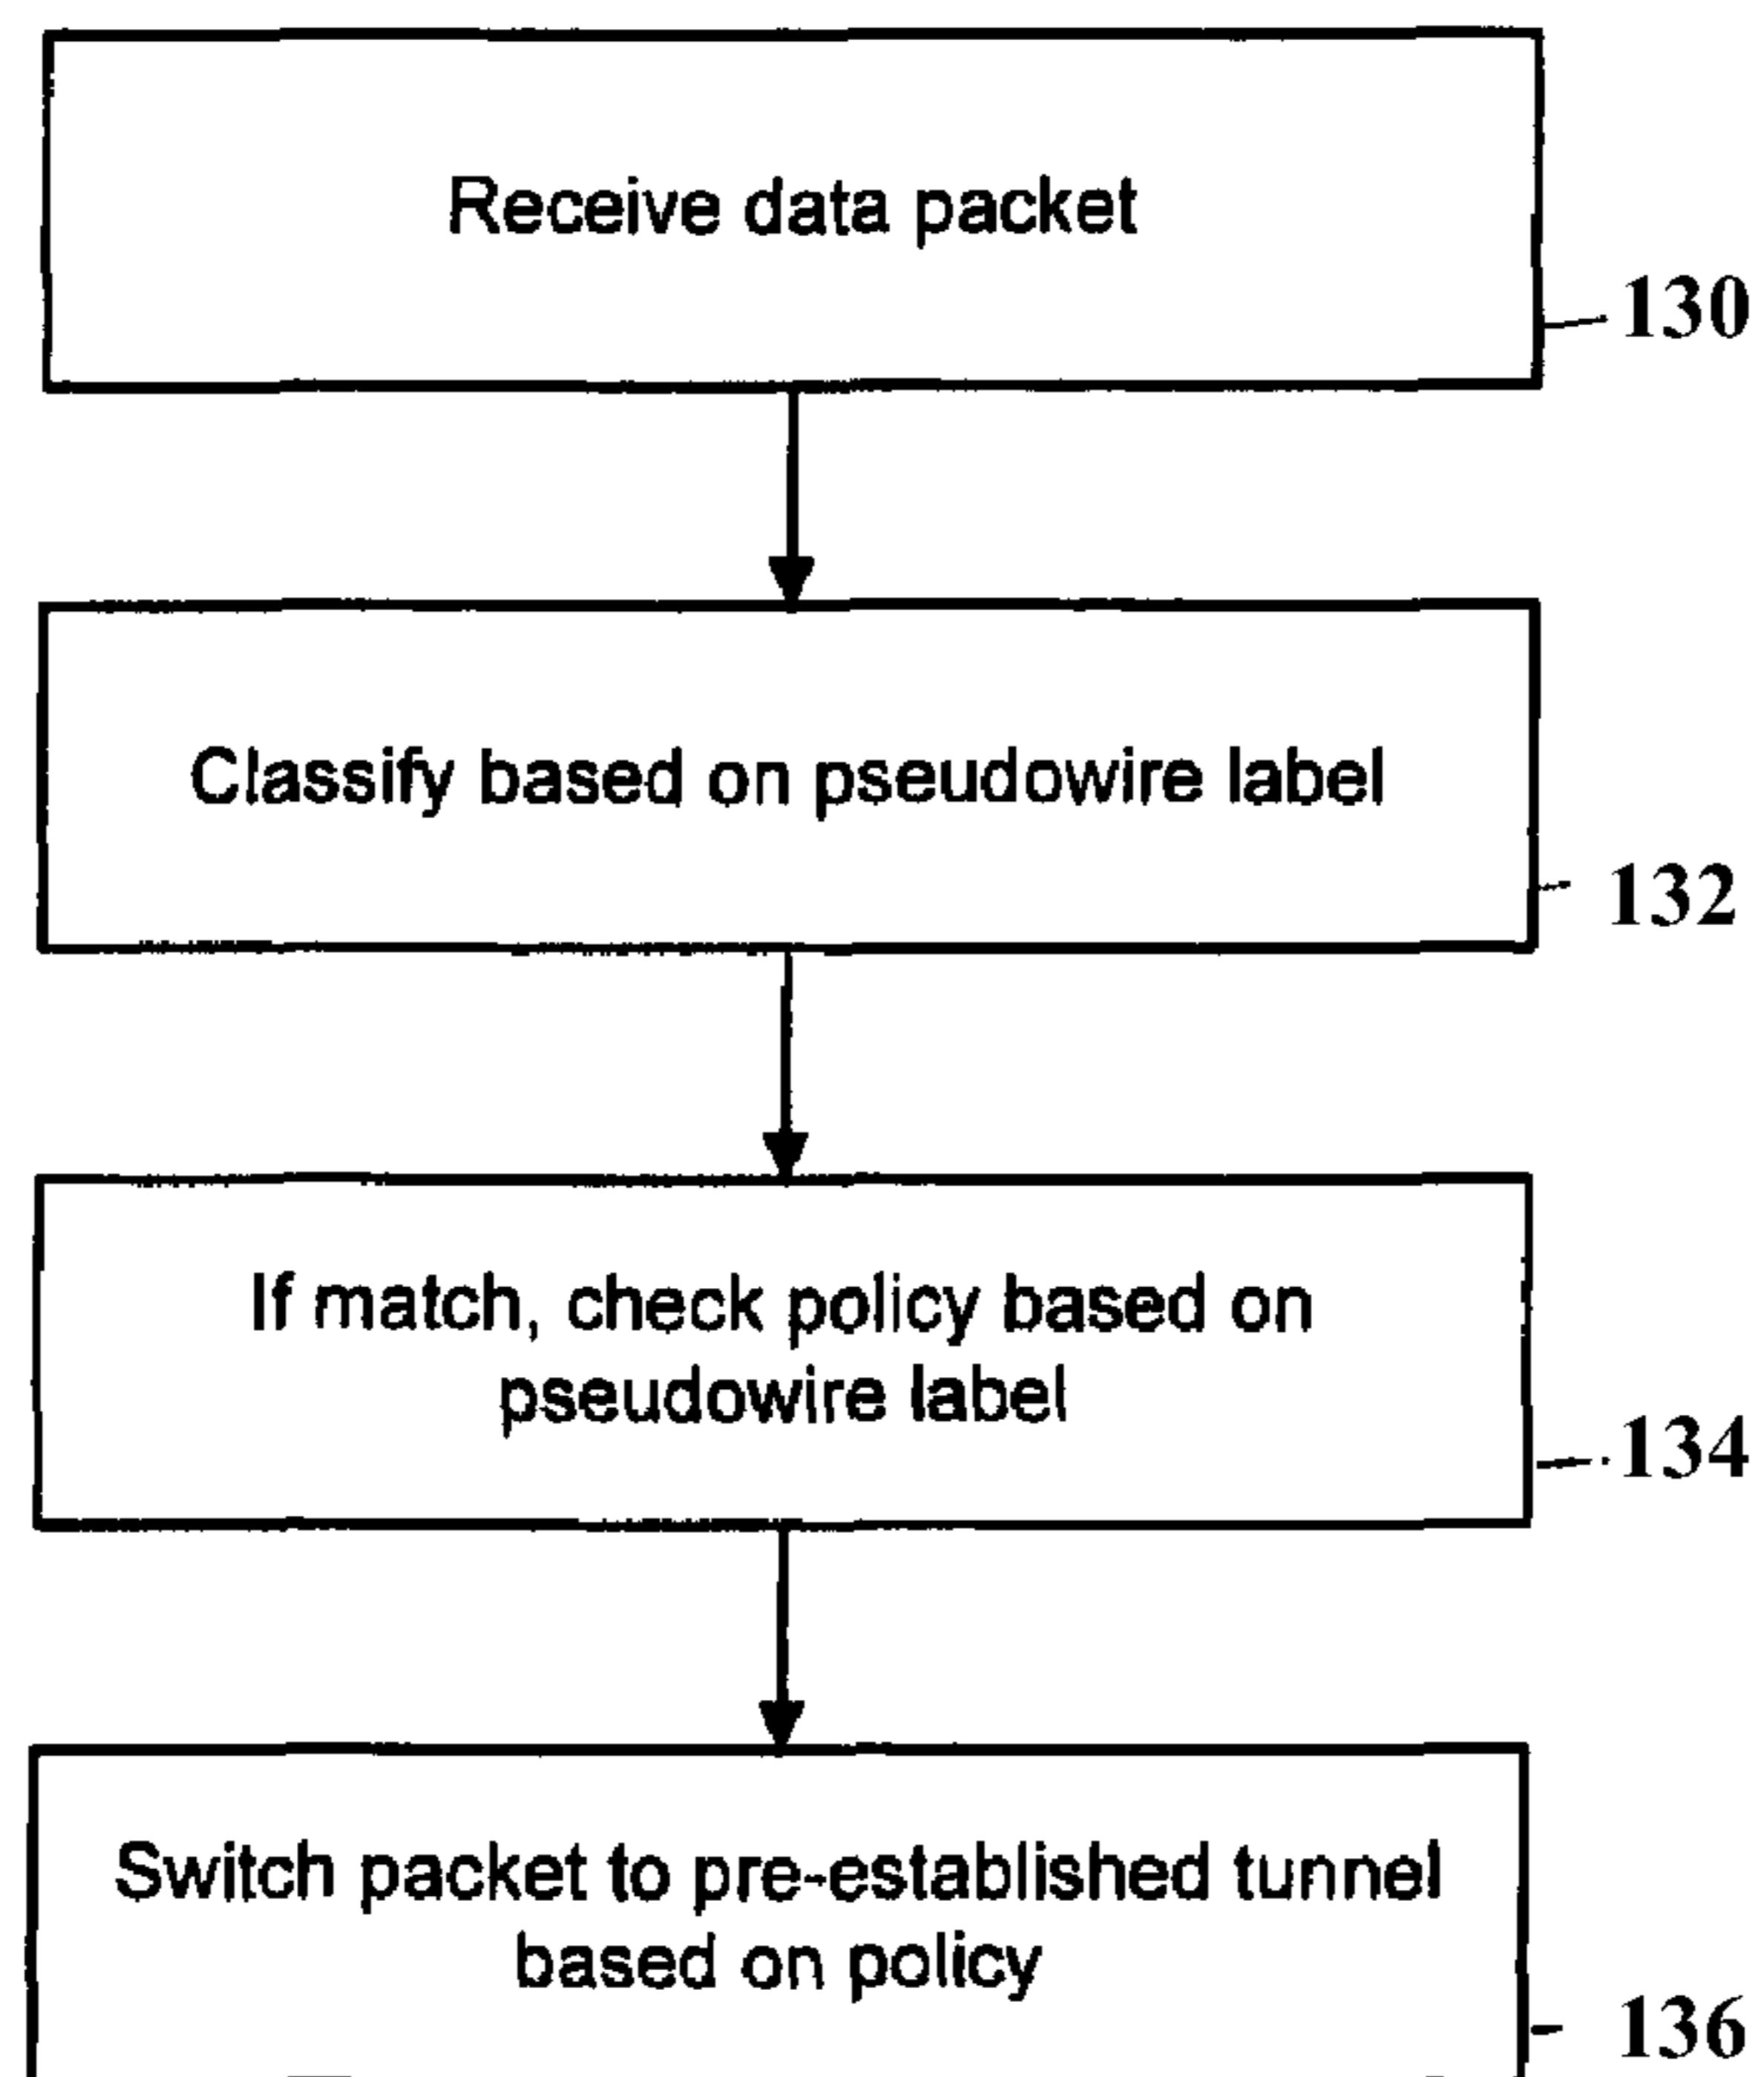 Receive data packet
130
Classify based on pseudowire label
132
If match, check policy based on
pseudowire label
134
Switch packet to pre-established tunnel
based on policy
136